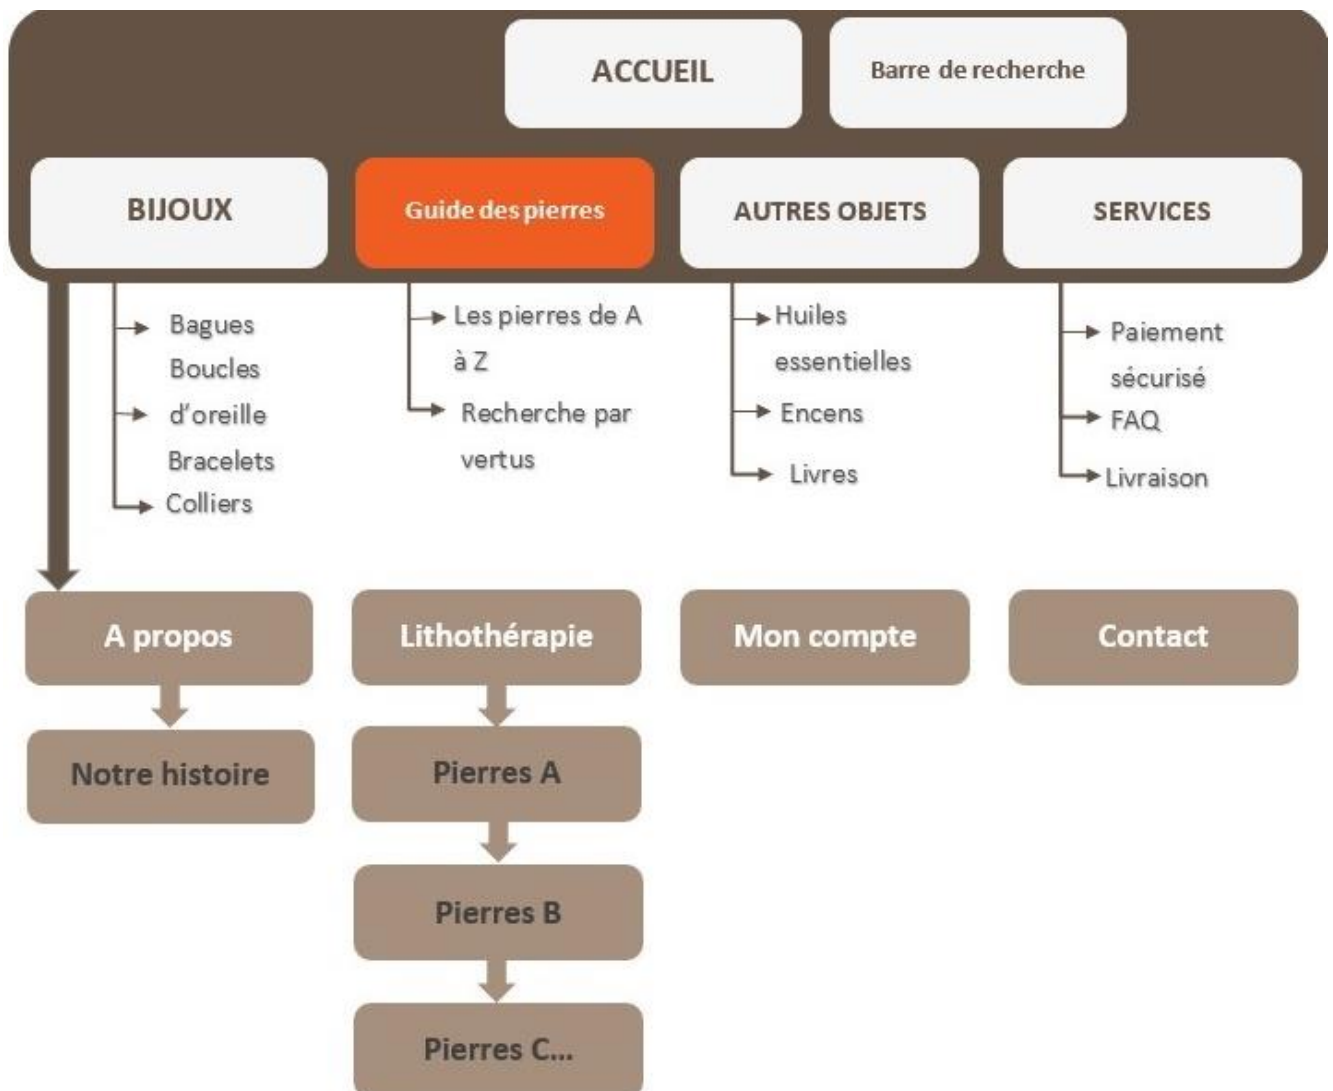 ACCUEIL
Barre de recherche
BIJOUX
Guide des pierres
AUTRES OBJETS
SERVICES
Bagues
Boucles
d'oreille
Bracelets
Colliers
Les pierres de A
à Z
Recherche par
vertus
Huiles
essentielles
Encens
Livres
Paiement
sécurisé
FAQ
Livraison
A propos
Lithothérapie
Mon compte
Contact
Notre histoire
Pierres A
Pierres B
Pierres C...